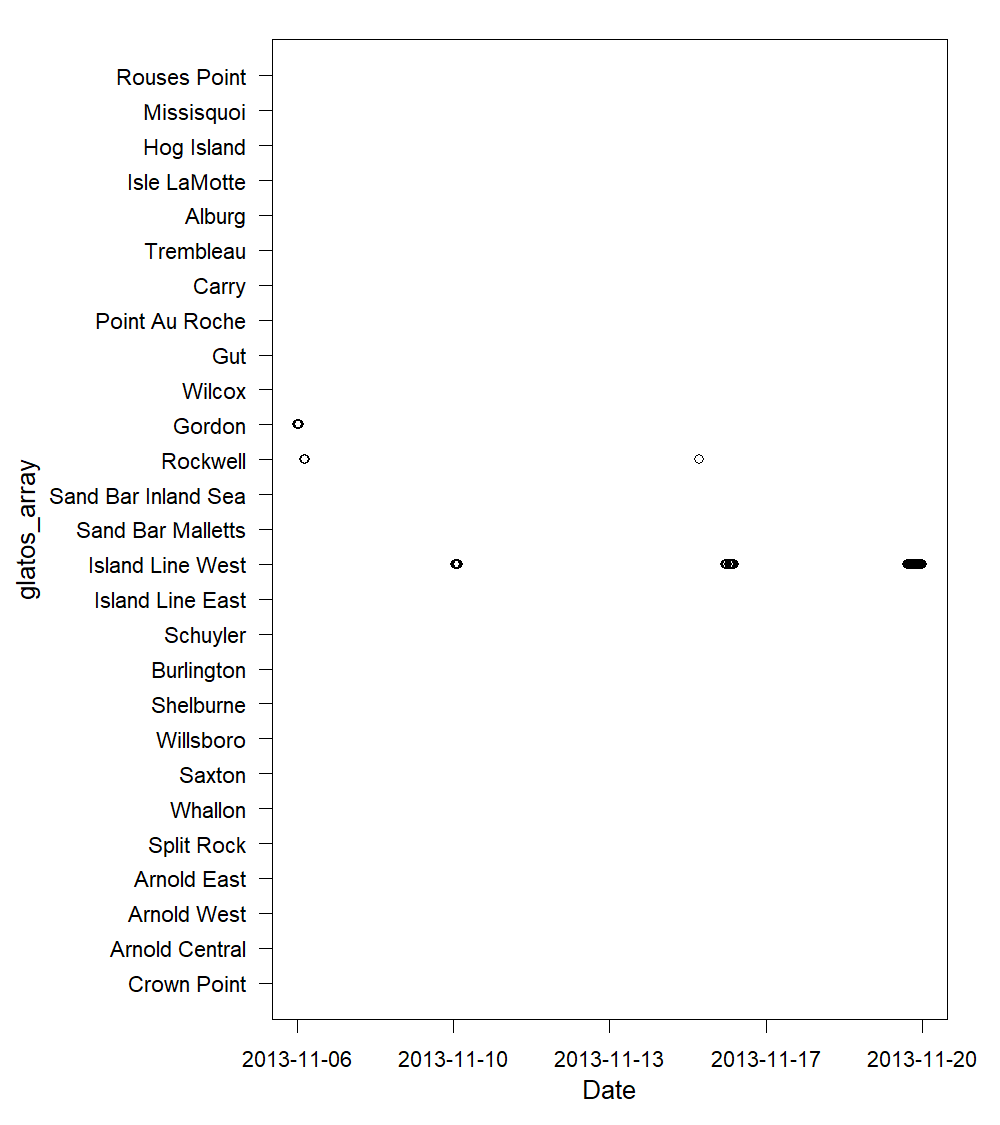 Rouses Point
Missisquoi
Hog Island
Isle LaMotte
Alburg
Trembleau
Carry
Point Au Roche
Gut
Wilcox
Gordon
Rockwell
Sand Bar Inland Sea
Sand Bar Malletts
Island Line West
Island Line East
Schuyler
Burlington
Shelburne
Willsboro
Saxton
Whallon
Split Rock
Arnold East
Arnold West
Arnold Central
Crown Point
glatos_array
2013-11-06 2013-11-10 2013-11-13 2013-11-17 2013-11-20
Date